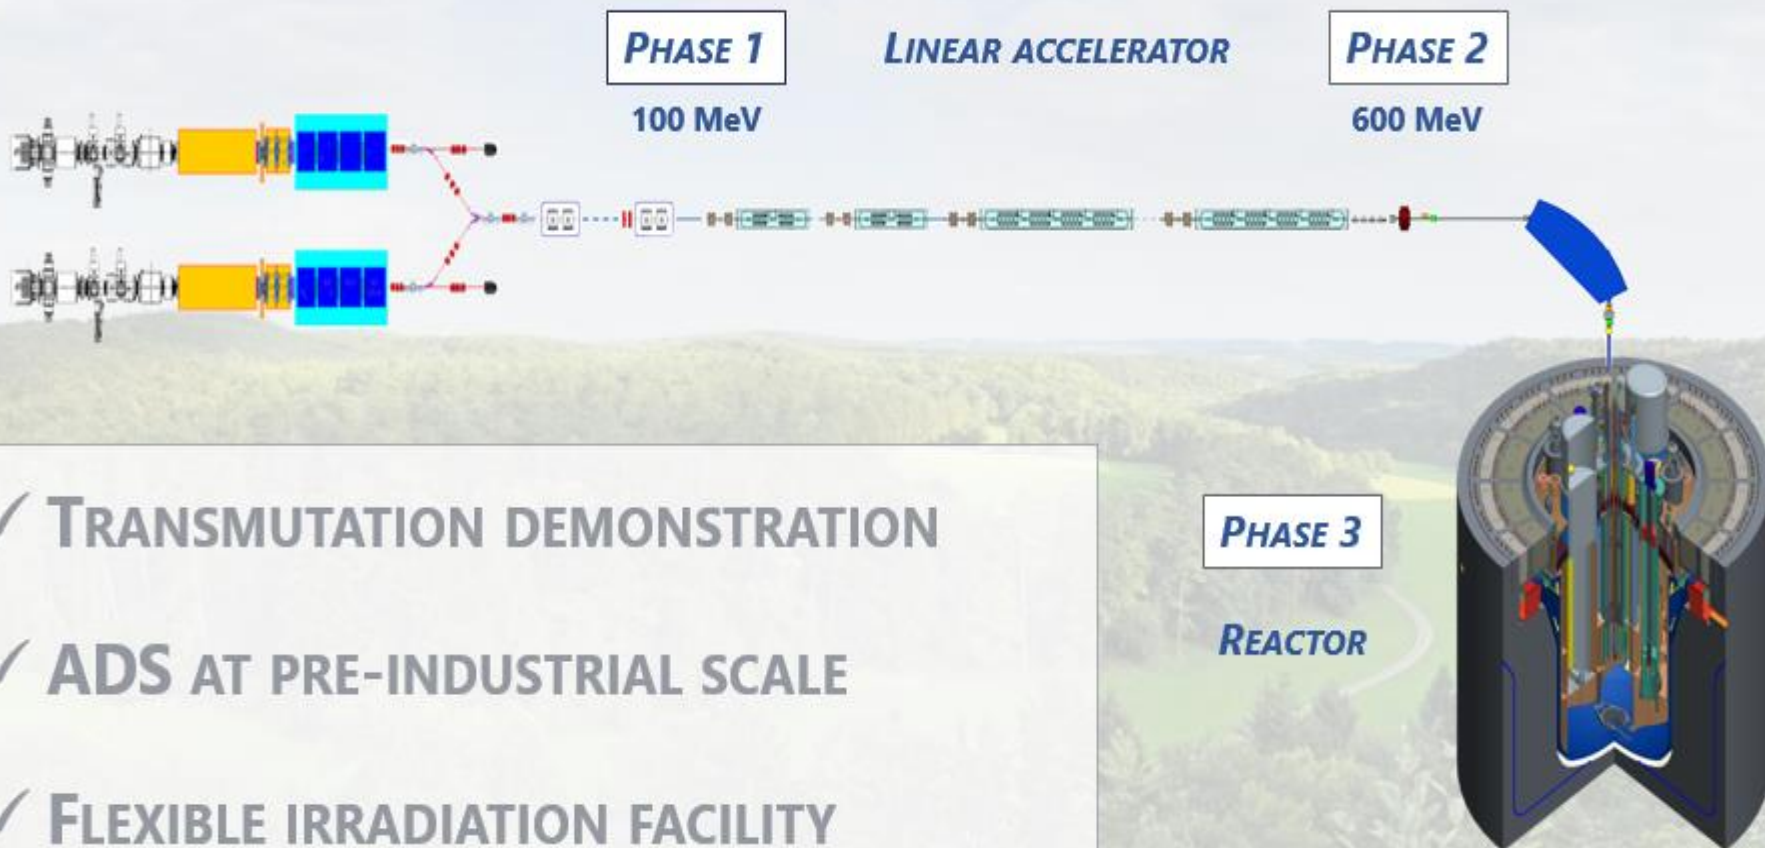 PHASE 1
LINEAR ACCELERATOR
PHASE 2
100 MeV
600 MeV
✓ TRANSMUTATION DEMONSTRATION
✓ ADS AT PRE-INDUSTRIAL SCALE
✓ FLEXIBLE IRRADIATION FACILITY
PHASE 3
REACTOR